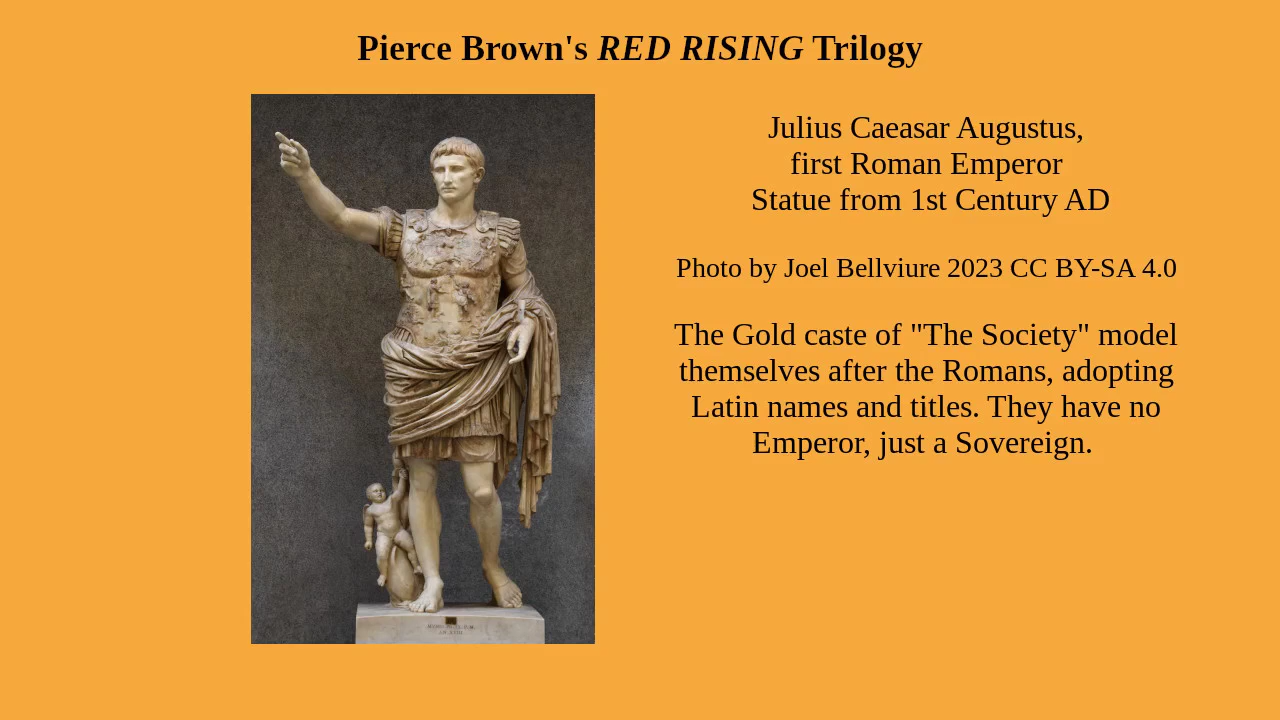 Pierce Brown's RED RISING Trilogy
Julius Caeasar Augustus,
first Roman Emperor
Statue from 1st Century AD
Photo by Joel Bellviure 2023 CC BY-SA 4.0
The Gold caste of "The Society" model
themselves after the Romans, adopting
Latin names and titles. They have no
Emperor, just a Sovereign.